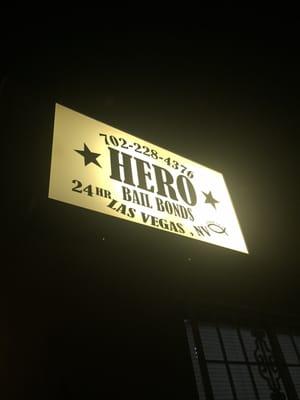 702-228-4376
HERO
24 HR BAIL BONDS
LAS VEGAS, NV